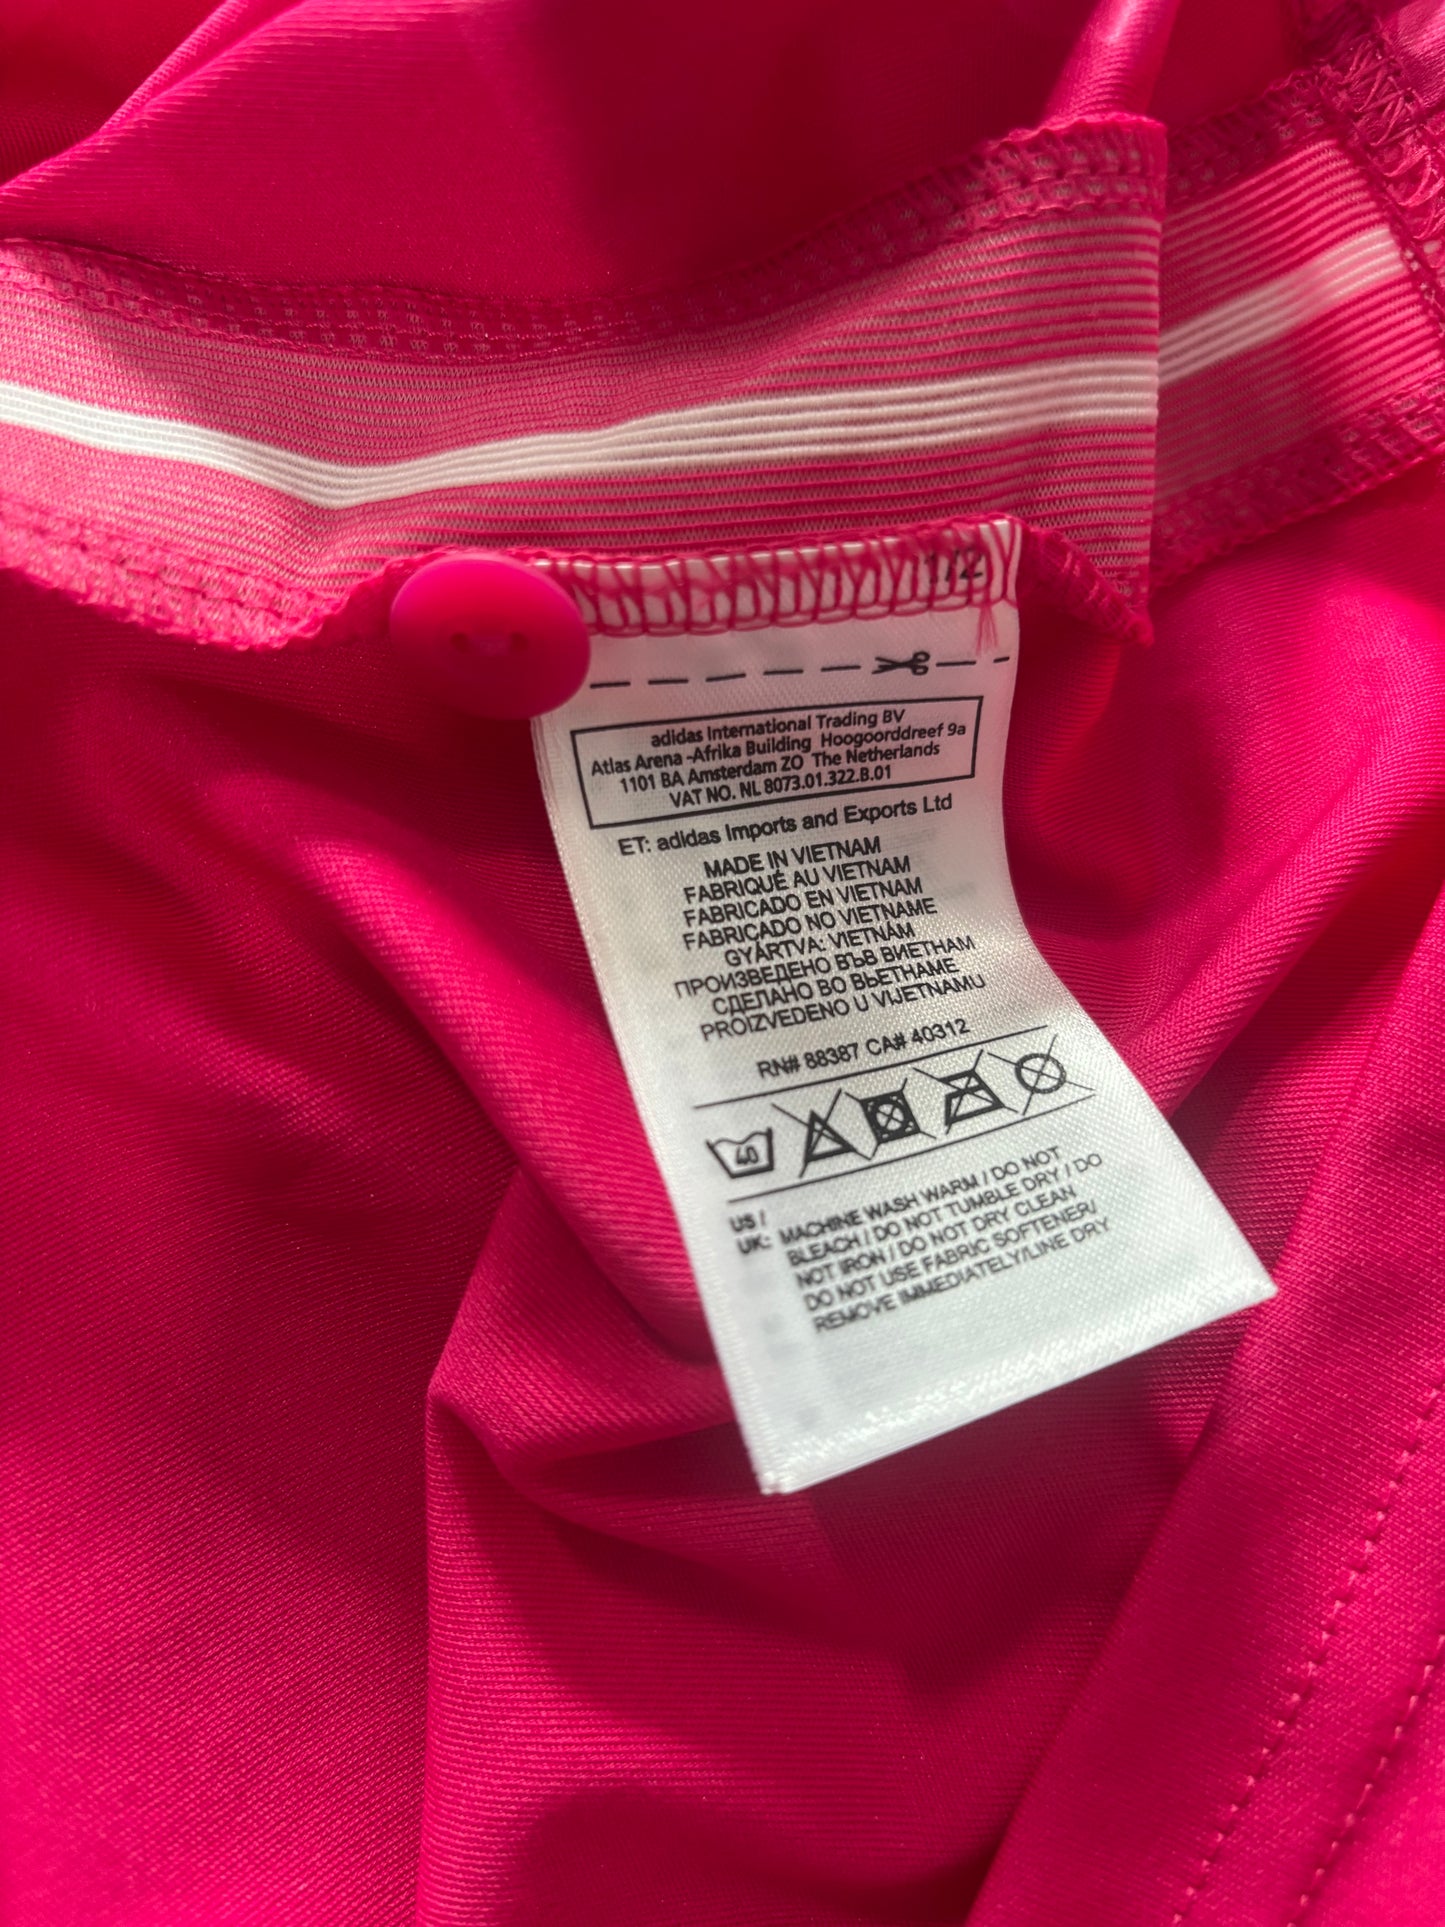 1/2
adidas International Trading BV
Atlas Arena -Afrika Building Hoogoorddreef 9a
1101 BA Amsterdam ZO The Netherlands
VAT NO. NL 8073.01.322.B.01
ET: adidas Imports and Exports Ltd
MADE IN VIETNAM
FABRIQUÉ AU VIETNAM
FABRICADO EN VIETNAM
FABRICADO NO VIETNAME
GYÁRTVA: VIETNÁM
ПРОИЗВЕДЕНО ВЪВ ВИЕТНАМ
СДЕЛАНО ВО ВЬЕТНАМЕ
PROIZVEDENO U VIJETNAMU
RN# 88387 CA# 40312
40
US / UK: MACHINE WASH WARM / DO NOT
BLEACH / DO NOT TUMBLE DRY / DO
NOT IRON / DO NOT DRY CLEAN
DO NOT USE FABRIC SOFTENER/
REMOVE IMMEDIATELY/LINE DRY